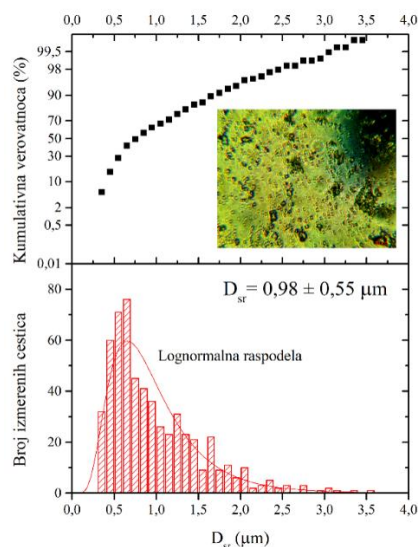 0,0 0,5 1,0 1,5 2,0 2,5 3,0 3,5 4,0
Kumulativna verovatnoca (%)
99,5
98
90
70
50
30
10
2
0,5
0,01
D_sr = 0,98 ± 0,55 μm
Lognormalna raspodela
Broj izmerenih cestica
80
60
40
20
0
0,0 0,5 1,0 1,5 2,0 2,5 3,0 3,5 4,0
D_sr (μm)